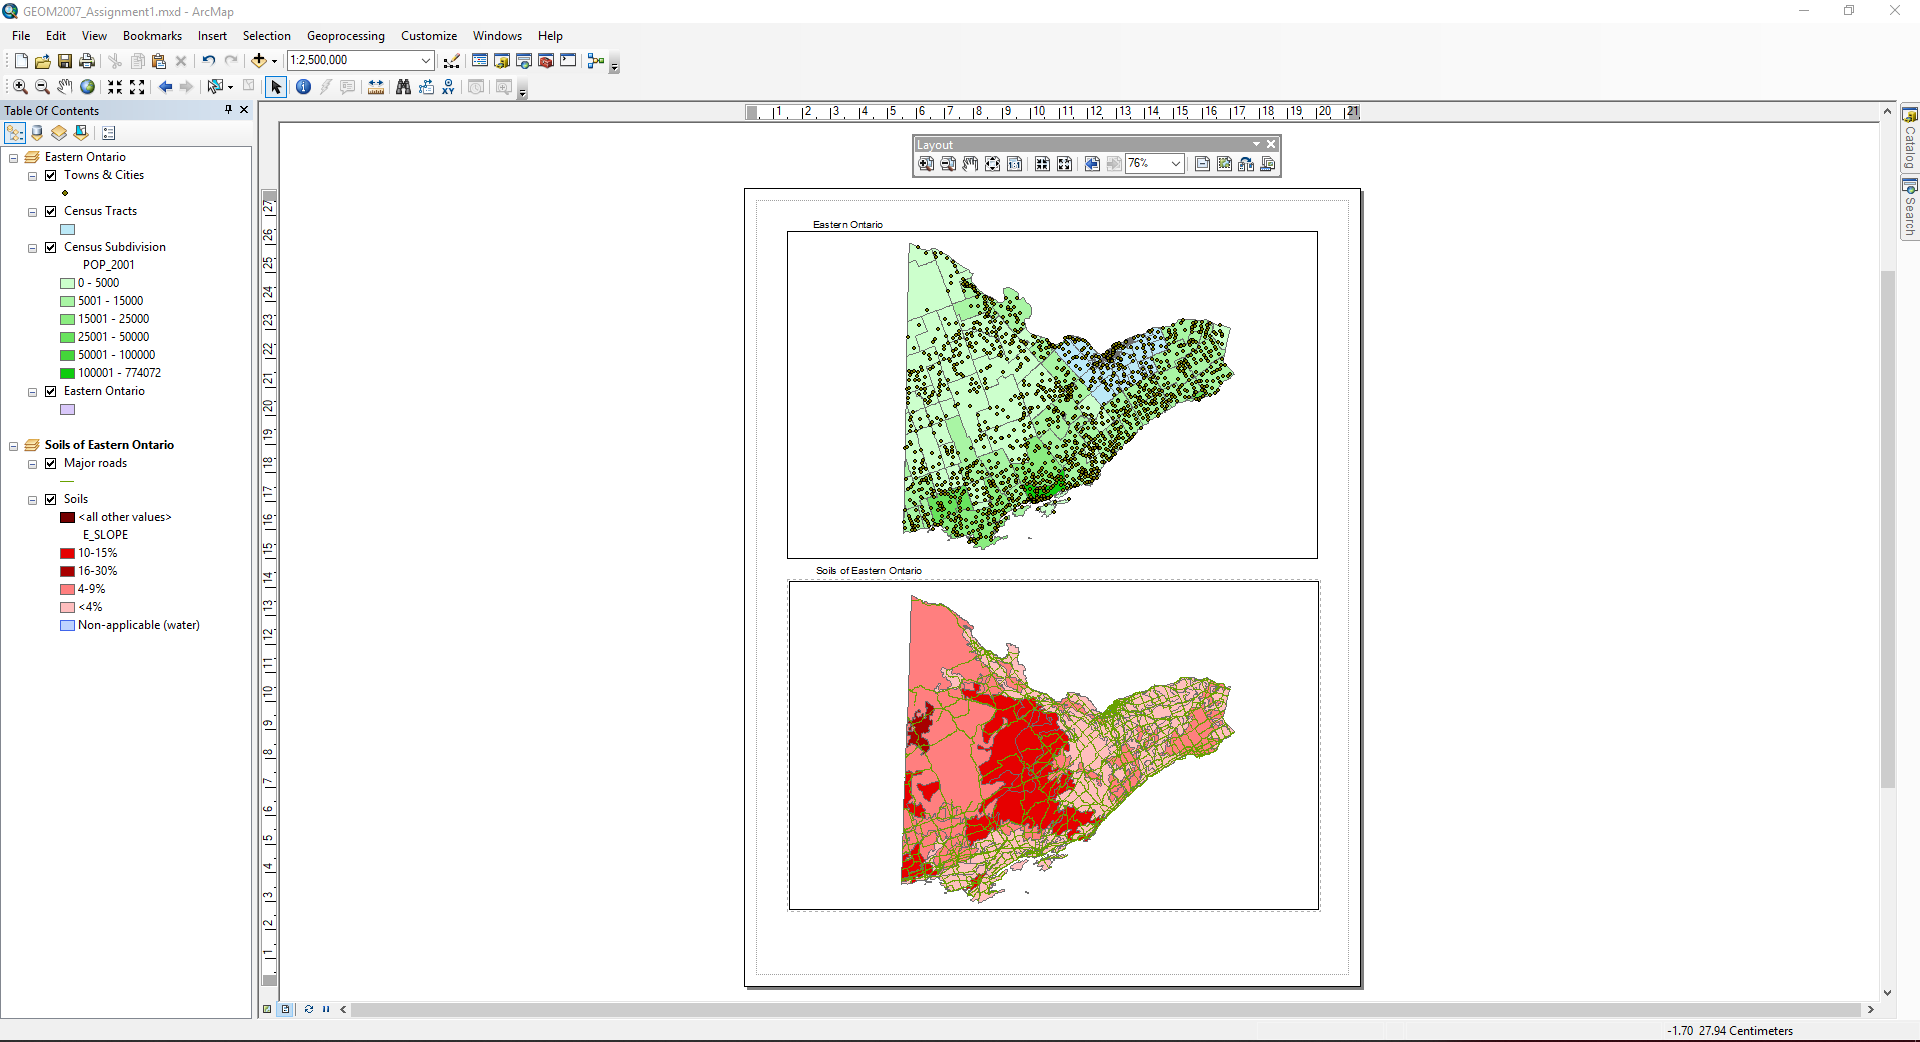 GEOM2007_Assignment1.mxd - ArcMap
File Edit View Bookmarks Insert Selection Geoprocessing Customize Windows Help
1:2,500,000
Table Of Contents
Eastern Ontario
Towns & Cities
Census Tracts
Census Subdivision
POP_2001
0 - 5000
5001 - 15000
15001 - 25000
25001 - 50000
50001 - 100000
100001 - 774072
Eastern Ontario
Soils of Eastern Ontario
Major roads
Soils
<all other values>
E_SLOPE
10-15%
16-30%
4-9%
<4%
Non-applicable (water)
1 2 3 4 5 6 7 8 9 10 11 12 13 14 15 16 17 18 19 20 21
27 26 25 24 23 22 21 20 19 18 17 16 15 14 13 12 11 10 9 8 7 6 5 4 3 2 1
Layout
1:1
76%
Eastern Ontario
Soils of Eastern Ontario
Catalog
Search
-1.70 27.94 Centimeters